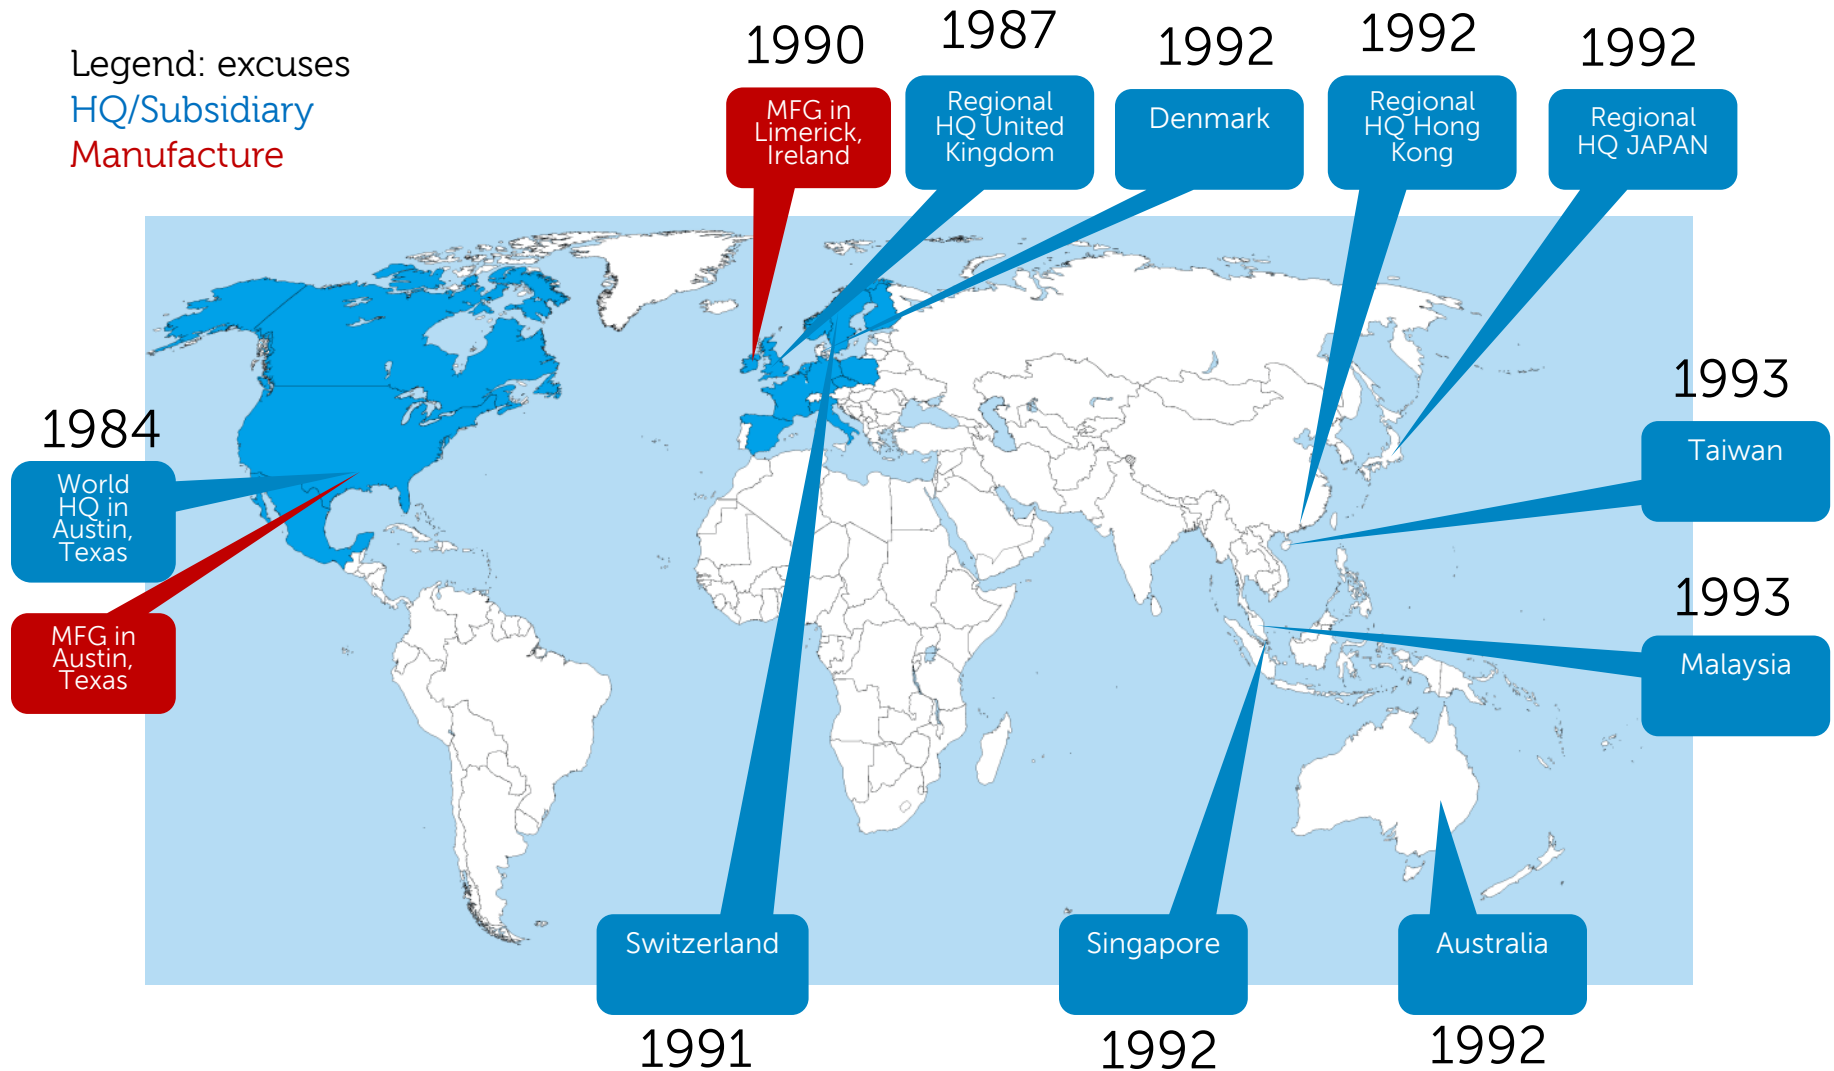 Legend: excuses
HQ/Subsidiary
Manufacture
1990
MFG in
Limerick,
Ireland
1987
Regional
HQ United
Kingdom
1992
Denmark
1992
Regional
HQ Hong
Kong
1992
Regional
HQ JAPAN
1984
World
HQ in
Austin,
Texas
MFG in
Austin,
Texas
1993
Taiwan
1993
Malaysia
Switzerland
1991
Singapore
1992
Australia
1992